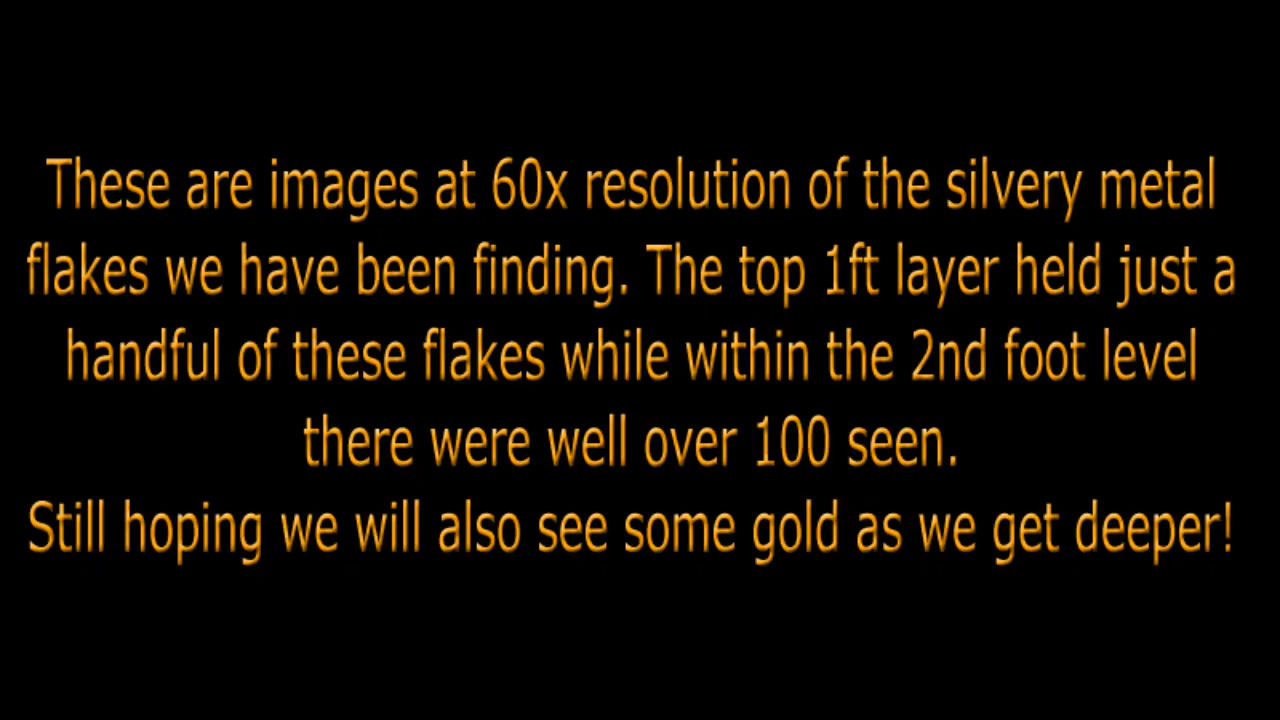 These are images at 60x resolution of the silvery metal
flakes we have been finding. The top 1ft layer held just a
handful of these flakes while within the 2nd foot level
there were well over 100 seen.
Still hoping we will also see some gold as we get deeper!